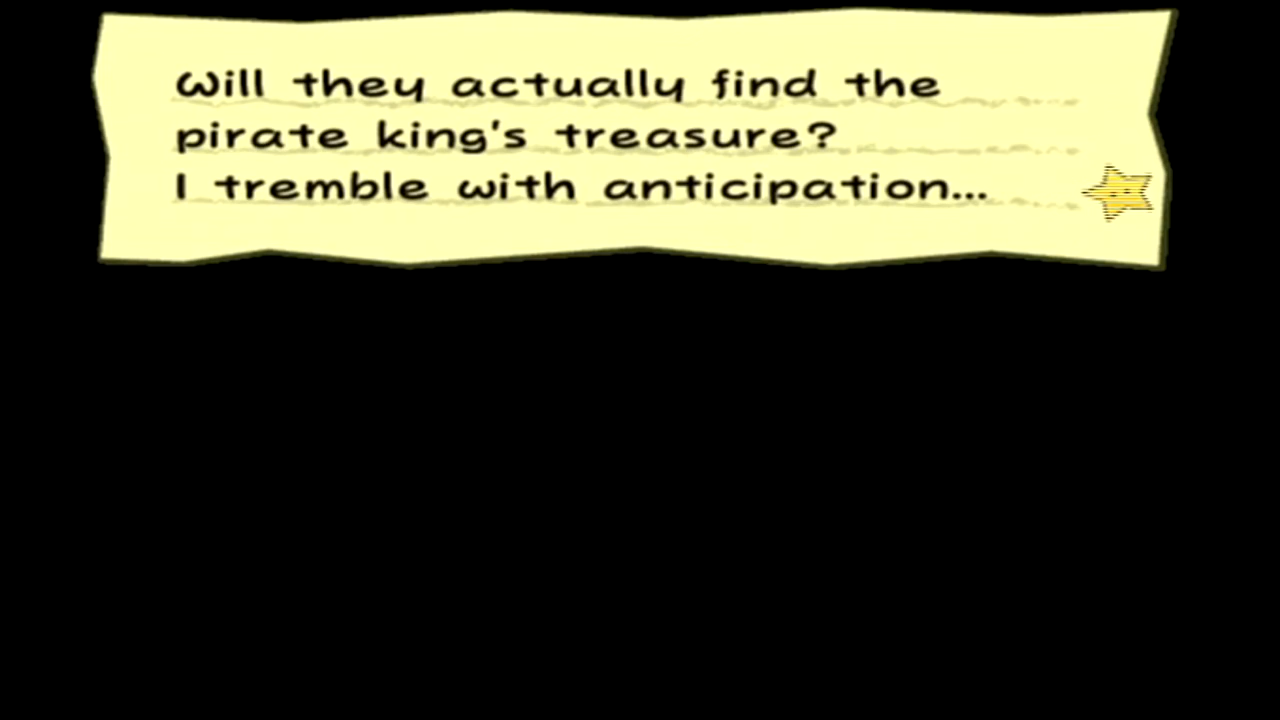 Will they actually find the
pirate king's treasure?
I tremble with anticipation...